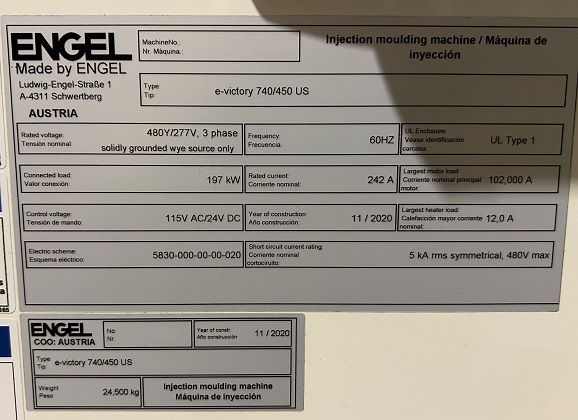 ENGEL
Made by ENGEL
Ludwig-Engel-Straße 1
A-4311 Schwertberg
AUSTRIA
MachineNo.:
Nr. Máquina.:
Injection moulding machine / Máquina de
inyección
Type:
Tip:
e-victory 740/450 US
Rated voltage:
Tensión nominal:
480Y/277V, 3 phase
solidly grounded wye source only
Frequency:
Frecuencia:
60HZ
UL Enclosure:
Véase identificación
carcasa:
UL Type 1
Connected load:
Valor conexión:
197 kW
Rated current:
Corriente nominal:
242 A
Largest motor load:
Corriente nominal principal
motor:
102,000 A
Control voltage:
Tensión de mando:
115V AC/24V DC
Year of construction:
Año construcción:
11 / 2020
Largest heater load:
Calefacción mayor corriente
nominal:
12,0 A
Electric scheme:
Esquema eléctrico:
5830-000-00-00-020
Short circuit current rating:
Corriente nominal
cortocircuito:
5 kA rms symmetrical, 480V max
165
ENGEL
COO: AUSTRIA
No.
Nr.
Year of constr.
Año construcción
11 / 2020
Type
Tip
e-victory 740/450 US
Weight
Peso
24,500 kg
Injection moulding machine
Máquina de inyección